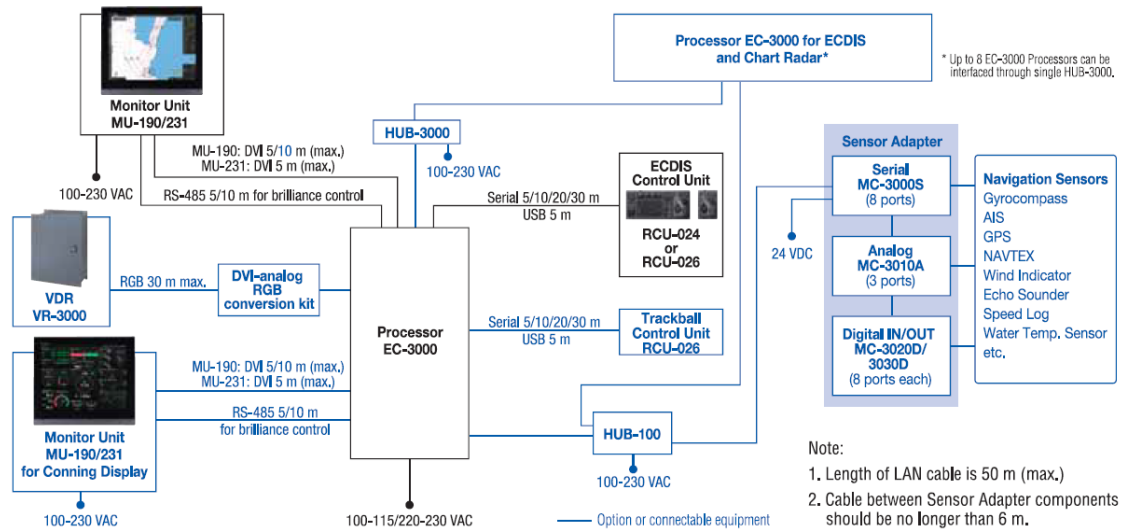 Processor EC-3000 for ECDIS
and Chart Radar*
* Up to 8 EC-3000 Processors can be
interfaced through single HUB-3000.
Monitor Unit
MU-190/231
100-230 VAC
MU-190: DVI 5/10 m (max.)
MU-231: DVI 5 m (max.)
RS-485 5/10 m for brilliance control
HUB-3000
100-230 VAC
Serial 5/10/20/30 m
USB 5 m
ECDIS
Control Unit
RCU-024
or
RCU-026
Sensor Adapter
Serial
MC-3000S
(8 ports)
24 VDC
Analog
MC-3010A
(3 ports)
Digital IN/OUT
MC-3020D/
3030D
(8 ports each)
Navigation Sensors
Gyrocompass
AIS
GPS
NAVTEX
Wind Indicator
Echo Sounder
Speed Log
Water Temp. Sensor
etc.
VDR
VR-3000
RGB 30 m max.
DVI-analog
RGB
conversion kit
Processor
EC-3000
Serial 5/10/20/30 m
USB 5 m
Trackball
Control Unit
RCU-026
MU-190: DVI 5/10 m (max.)
MU-231: DVI 5 m (max.)
RS-485 5/10 m
for brilliance control
Monitor Unit
MU-190/231
for Conning Display
100-230 VAC
HUB-100
100-230 VAC
100-115/220-230 VAC
Option or connectable equipment
Note:
1. Length of LAN cable is 50 m (max.)
2. Cable between Sensor Adapter components
should be no longer than 6 m.